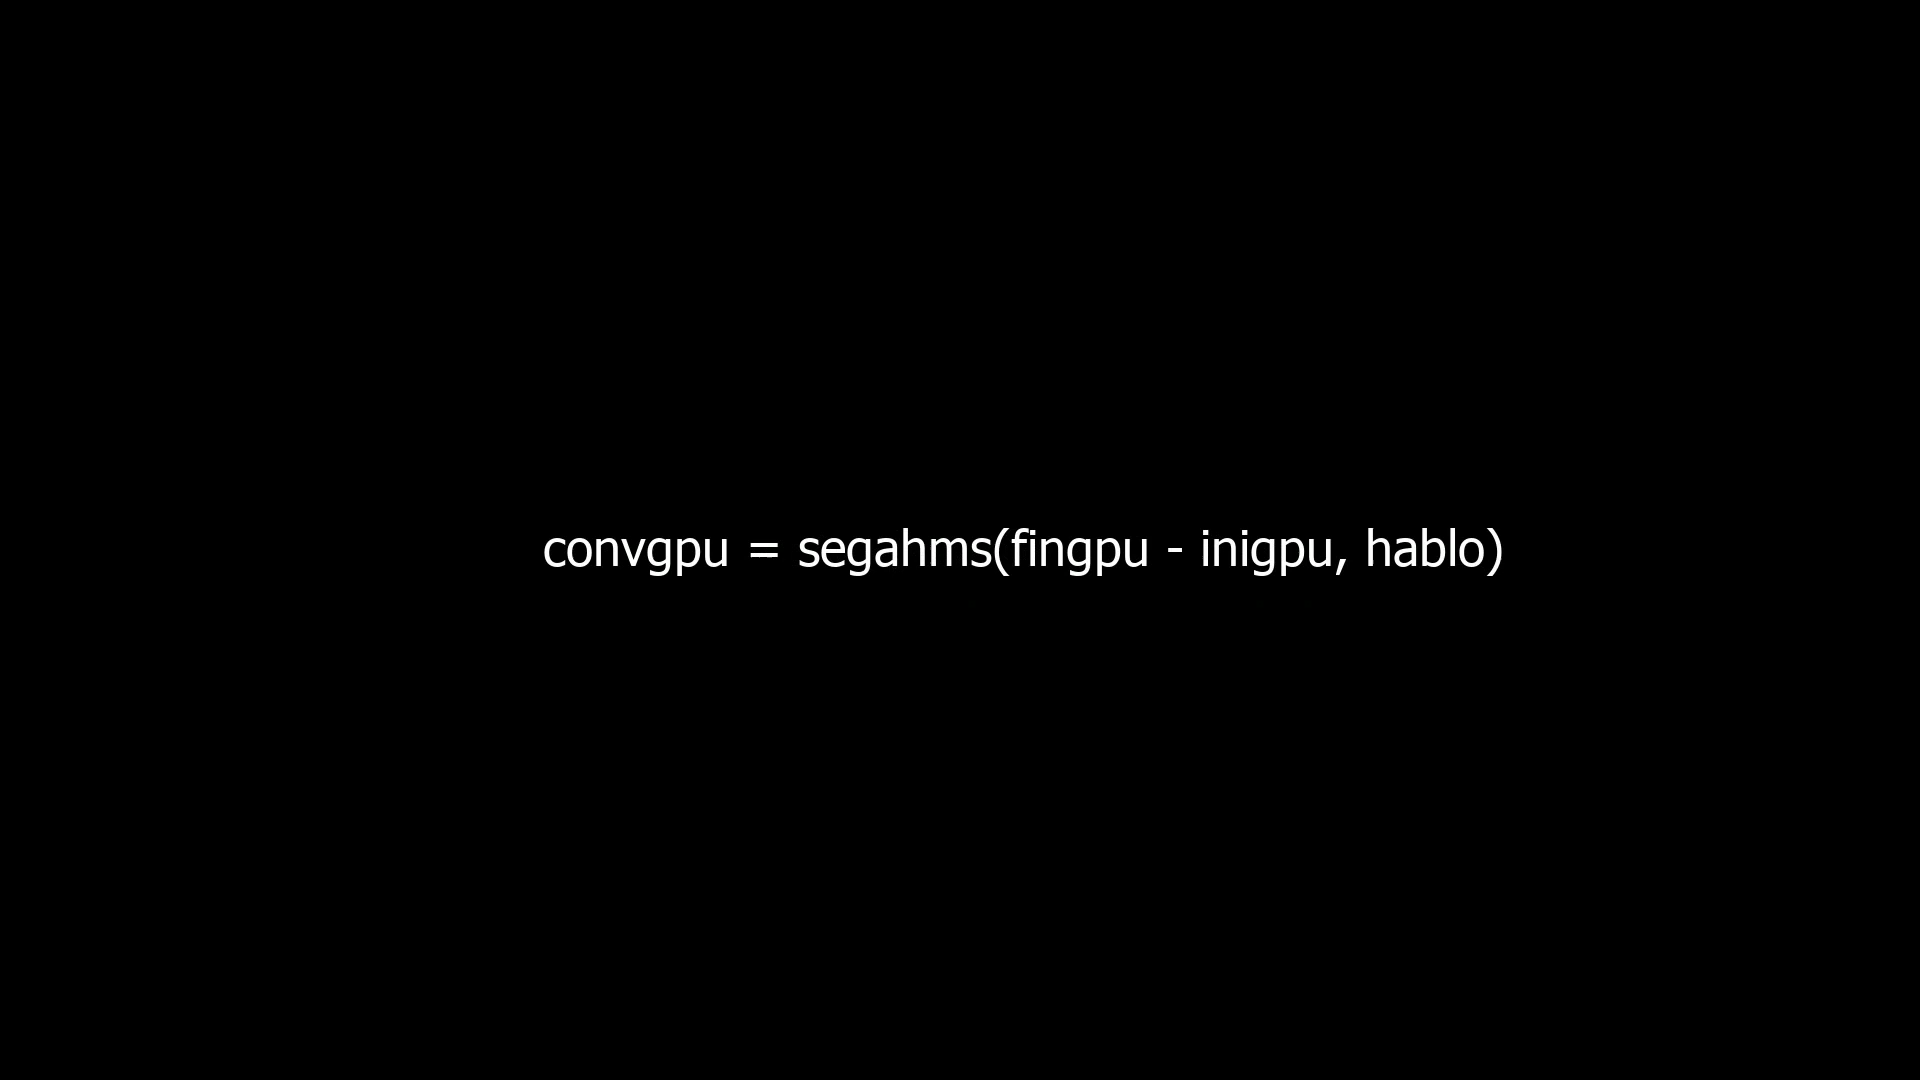 convgpu = segahms(fingpu - inigpu, hablo)